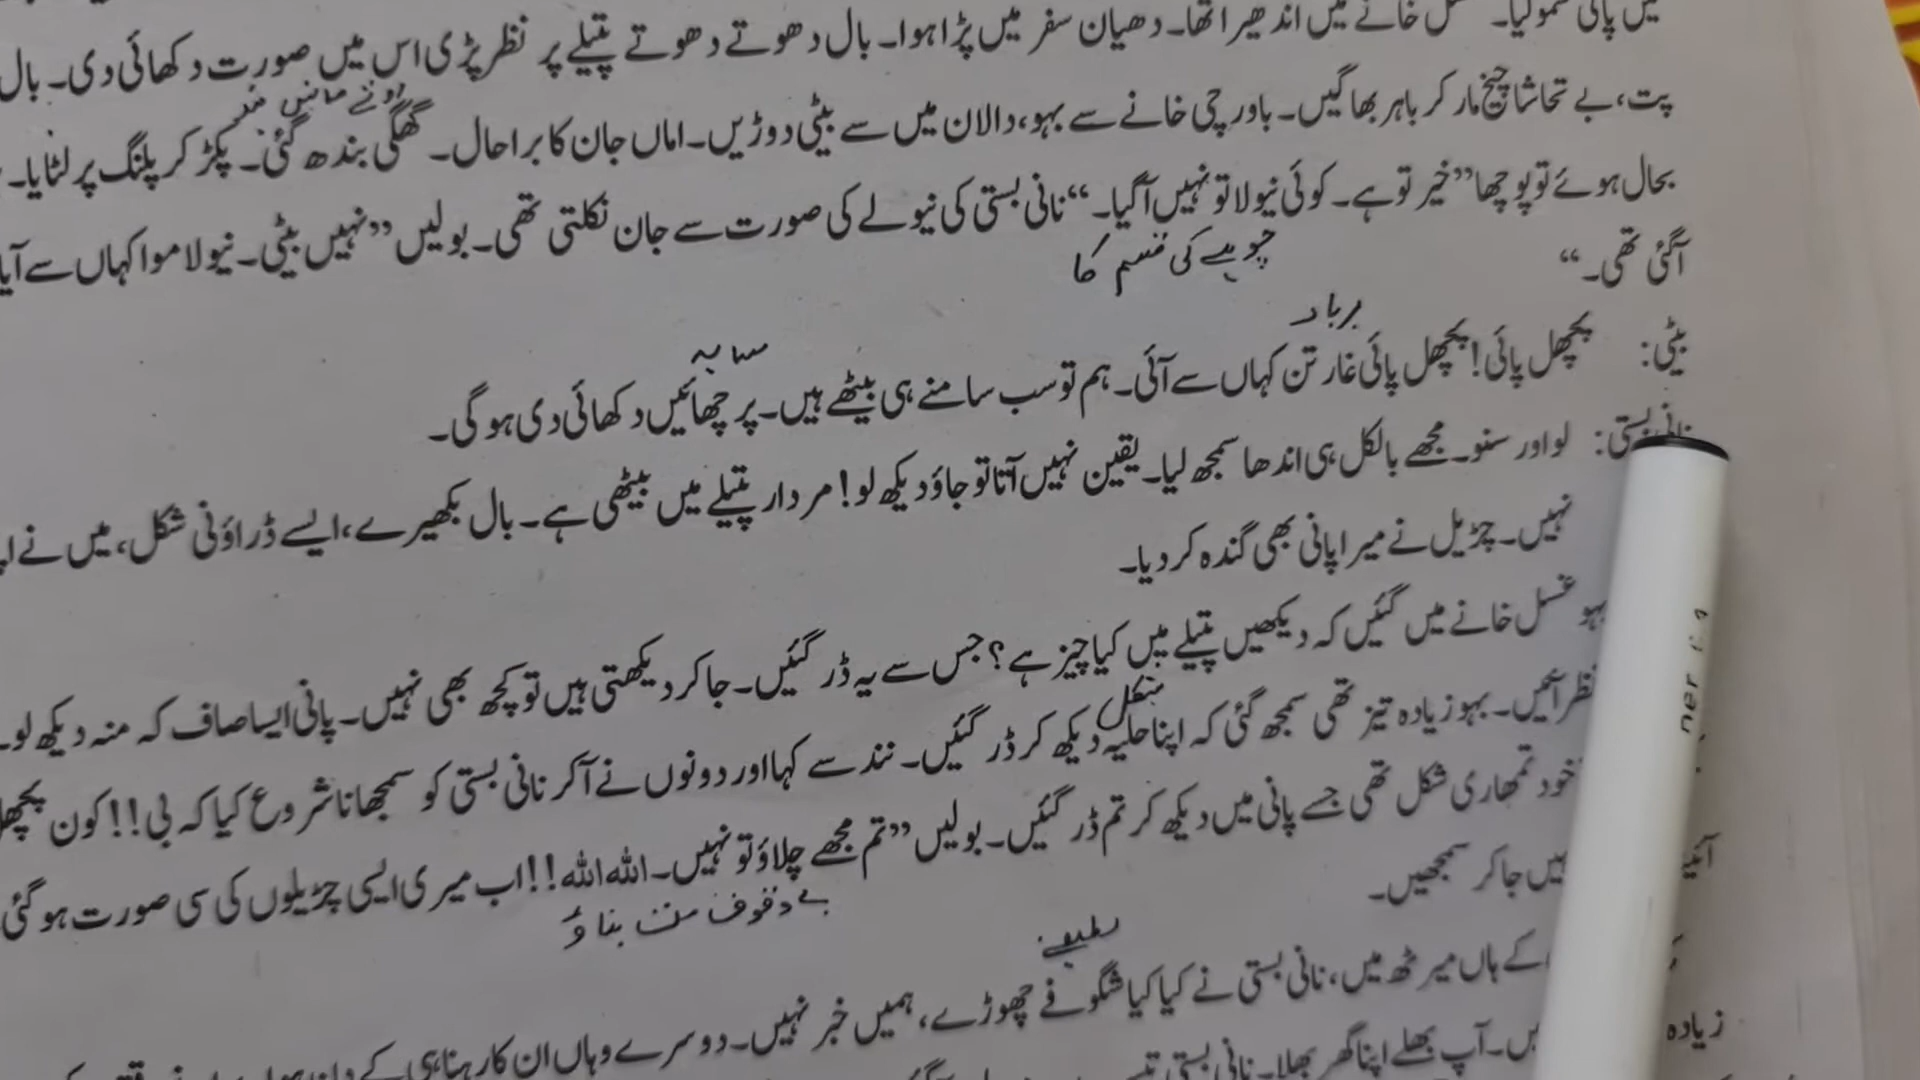 میں پانی سمولیا۔ غسل خانے میں اندھیرا تھا۔ دھیان سفر میں پڑا ہوا۔ بال دھوتے دھوتے پتیلے پر نظر پڑی اس میں صورت دکھائی دی۔ بال
رونے سانس
پت، بے تحاشا چیخ مار کر باہر بھاگیں۔ باورچی خانے سے بہو، دالان میں سے بیٹی دوڑیں۔ اماں جان کا برا حال۔ گھگی بندھ گئی۔ پکڑ کر پلنگ پر لٹایا۔
بحال ہوئے تو پوچھا ”خیر تو ہے۔ کوئی نیولا تو نہیں آگیا۔“ نانی بستی کی نیولے کی صورت سے جان نکلتی تھی۔ بولیں ”نہیں بیٹی۔ نیولا موا کہاں سے آیا
چوہے کی قسم کا
آگئی تھی۔“
برباد
سایہ
بیٹی: پچھل پائی! پچھل پائی غارتن کہاں سے آئی۔ ہم تو سب سامنے ہی بیٹھے ہیں۔ پرچھائیں دکھائی دی ہوگی۔
نانی بستی: لو اور سنو۔ مجھے بالکل ہی اندھا سمجھ لیا۔ یقین نہیں آتا تو جاؤ دیکھ لو! مردار پتیلے میں بیٹھی ہے۔ بال بکھیرے، ایسے ڈراؤنی شکل، میں نے
نہیں۔ چڑیل نے میرا پانی بھی گندہ کردیا۔
بہو غسل خانے میں گئیں کہ دیکھیں پتیلے میں کیا چیز ہے؟ جس سے یہ ڈر گئیں۔ جا کر دیکھتی ہیں تو کچھ بھی نہیں۔ پانی ایسا صاف کہ منہ دیکھ لو۔
شکل
نظر آئیں۔ بہو زیادہ تیز تھی سمجھ گئی کہ اپنا حلیہ دیکھ کر ڈر گئیں۔ نند سے کہا اور دونوں نے آکر نانی بستی کو سمجھانا شروع کیا کہ بی!! کون
خود تمھاری شکل تھی جسے پانی میں دیکھ کر تم ڈر گئیں۔ بولیں ”تم مجھے چلاؤ تو نہیں۔ اللہ اللہ!! اب میری ایسی چڑیلوں کی سی صورت ہوگئی
بے وقوف مت بناؤ
جا کر سمجھیں۔
لطیفے
کے ہاں میرٹھ میں، نانی بستی نے کیا کیا شگوفے چھوڑے، ہمیں خبر نہیں۔ دوسرے وہاں ان کا رہنا ہی کے
زیادہ آپ بھلے اپنا گھر بھلا۔ نانی بستی